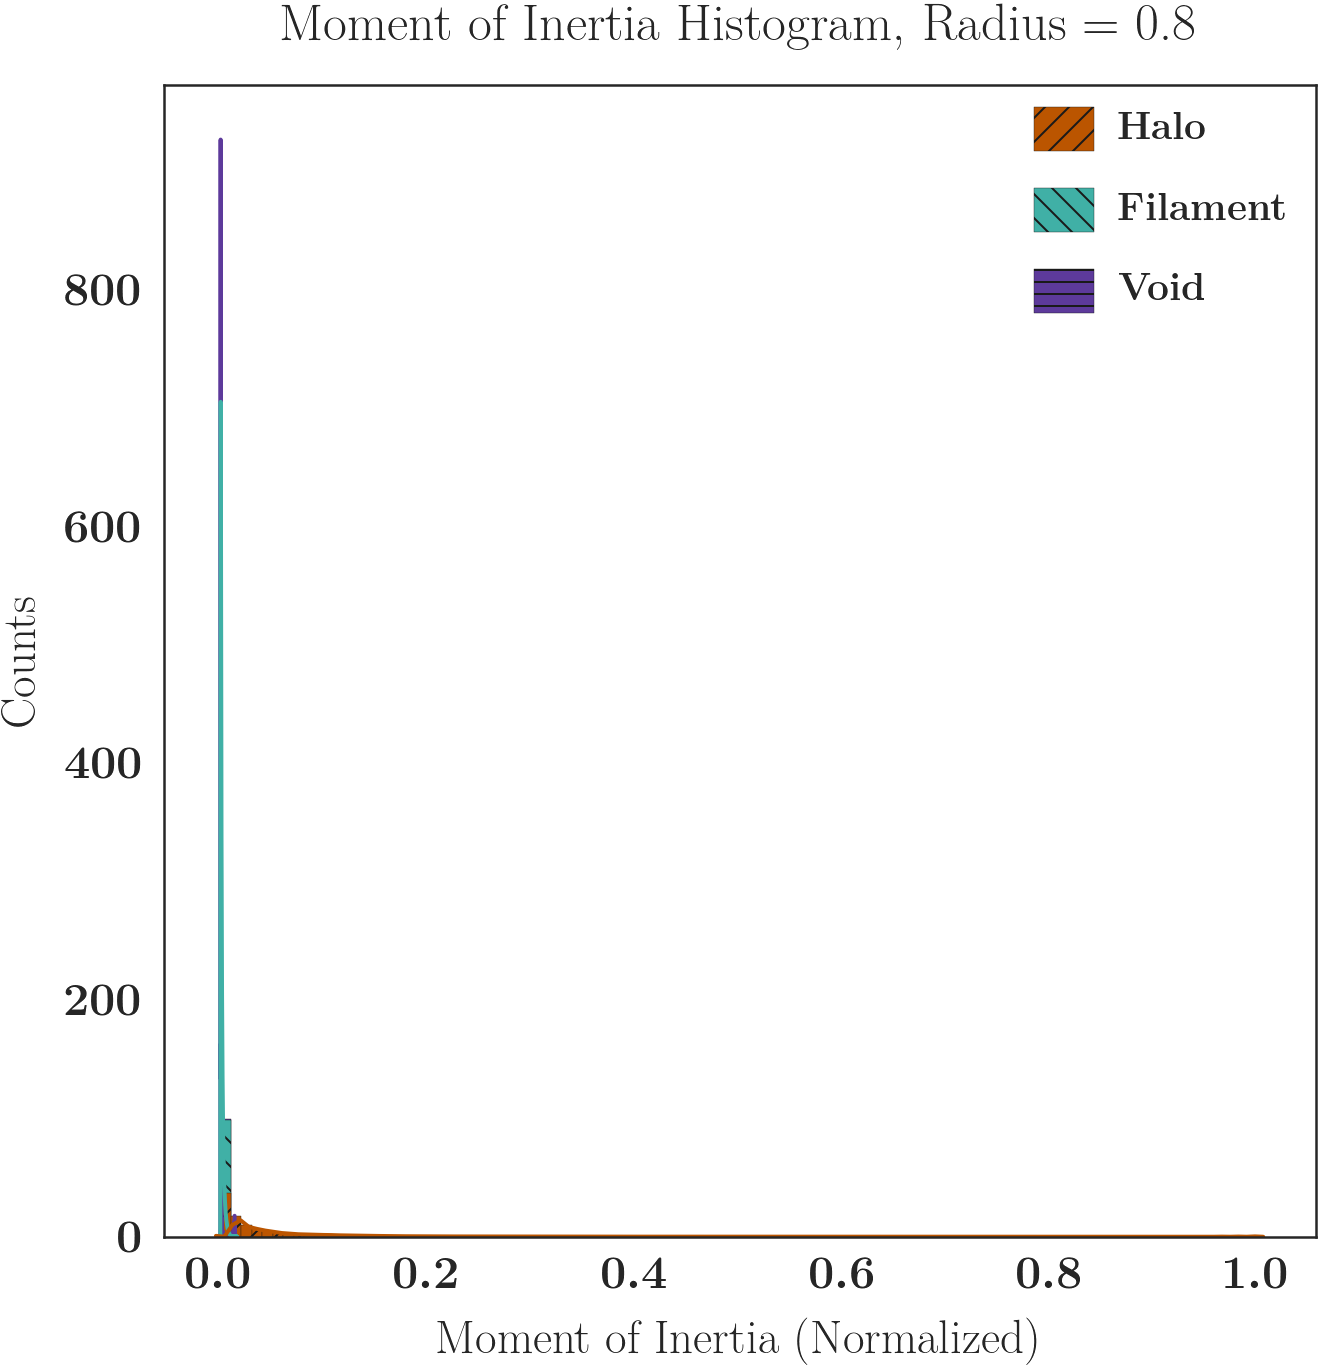 Moment of Inertia Histogram, Radius = 0.8
Halo
Filament
Void
800
600
400
200
0
Counts
0.0 0.2 0.4 0.6 0.8 1.0
Moment of Inertia (Normalized)